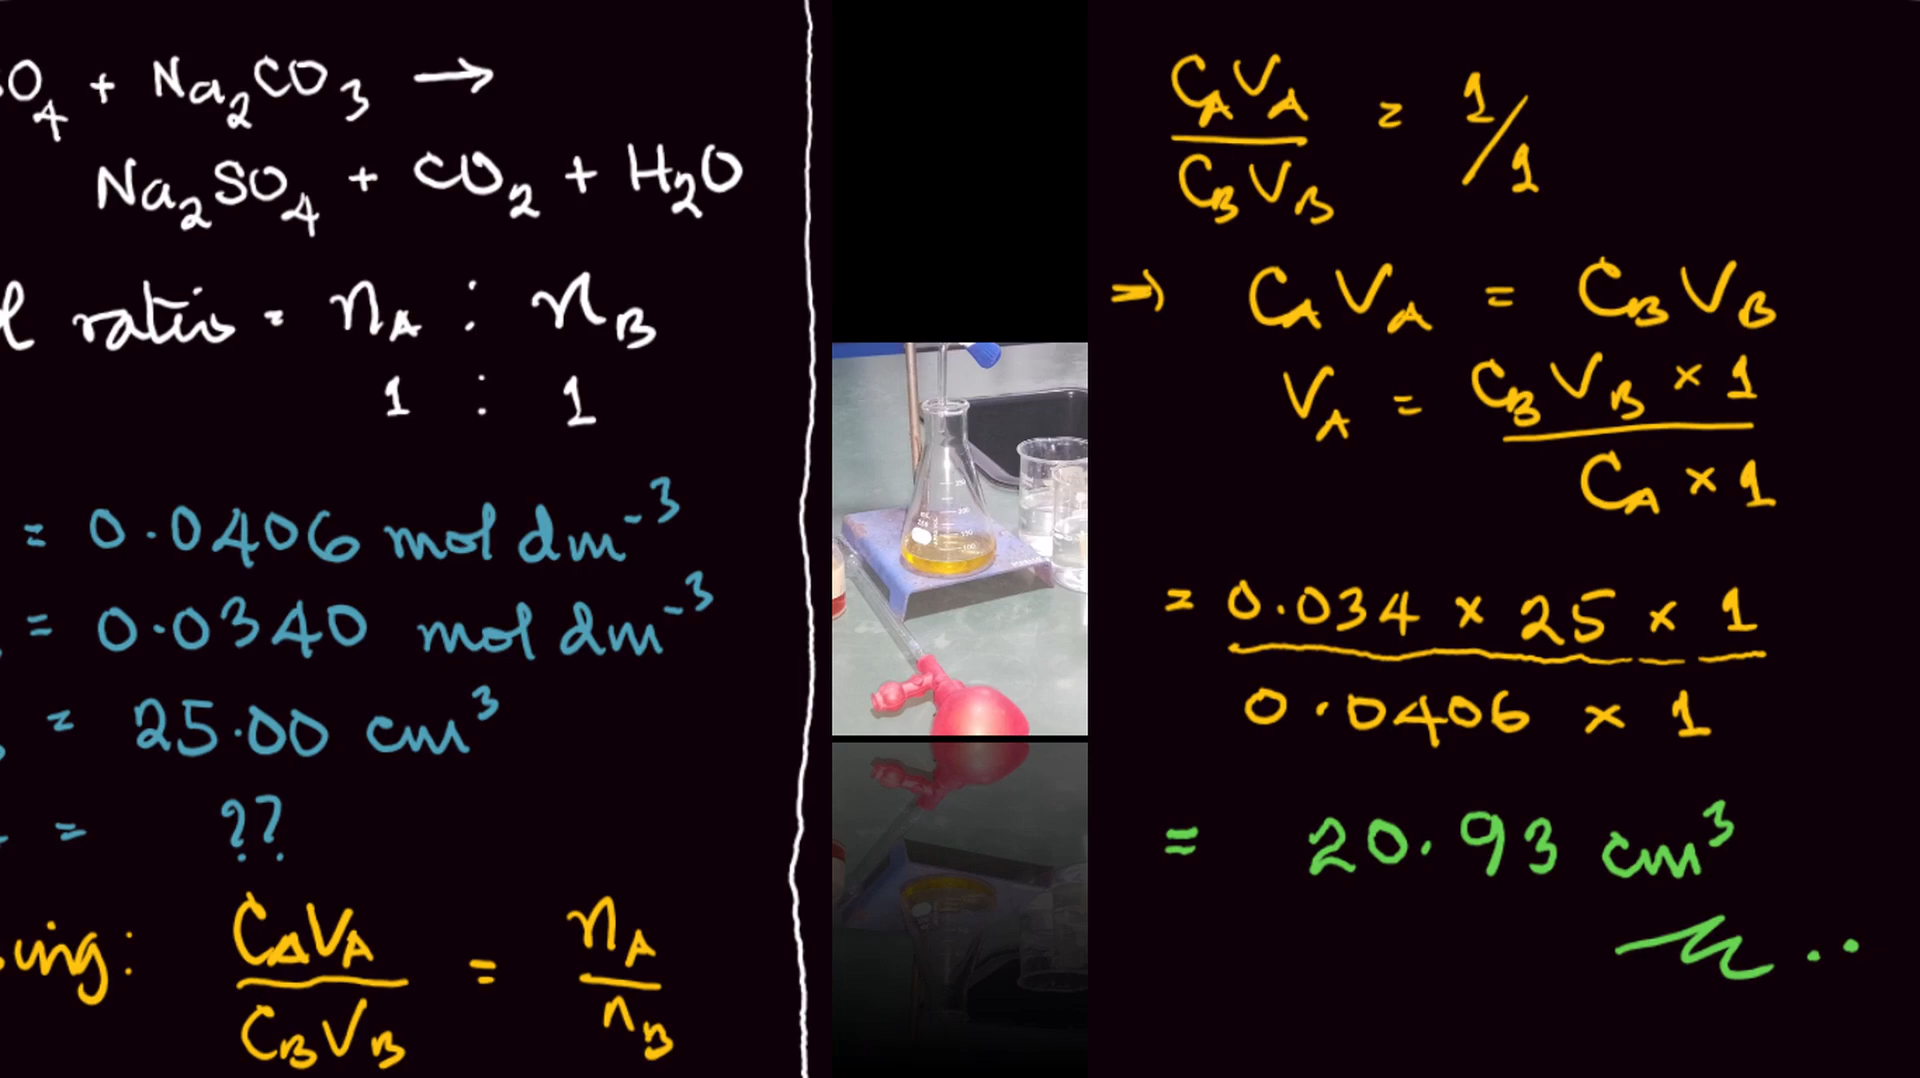 O₄ + Na₂CO₃ →
Na₂SO₄ + CO₂ + H₂O
ratio = nA : nB
1 : 1
= 0.0406 mol dm⁻³
= 0.0340 mol dm⁻³
= 25.00 cm³
= ??
CAVA / CBVB = nA / nB
CAVA / CBVB = 1/1
⇒ CAVA = CBVB
VA = CBVB × 1 / CA × 1
= 0.034 × 25 × 1
0.0406 × 1
= 20.93 cm³